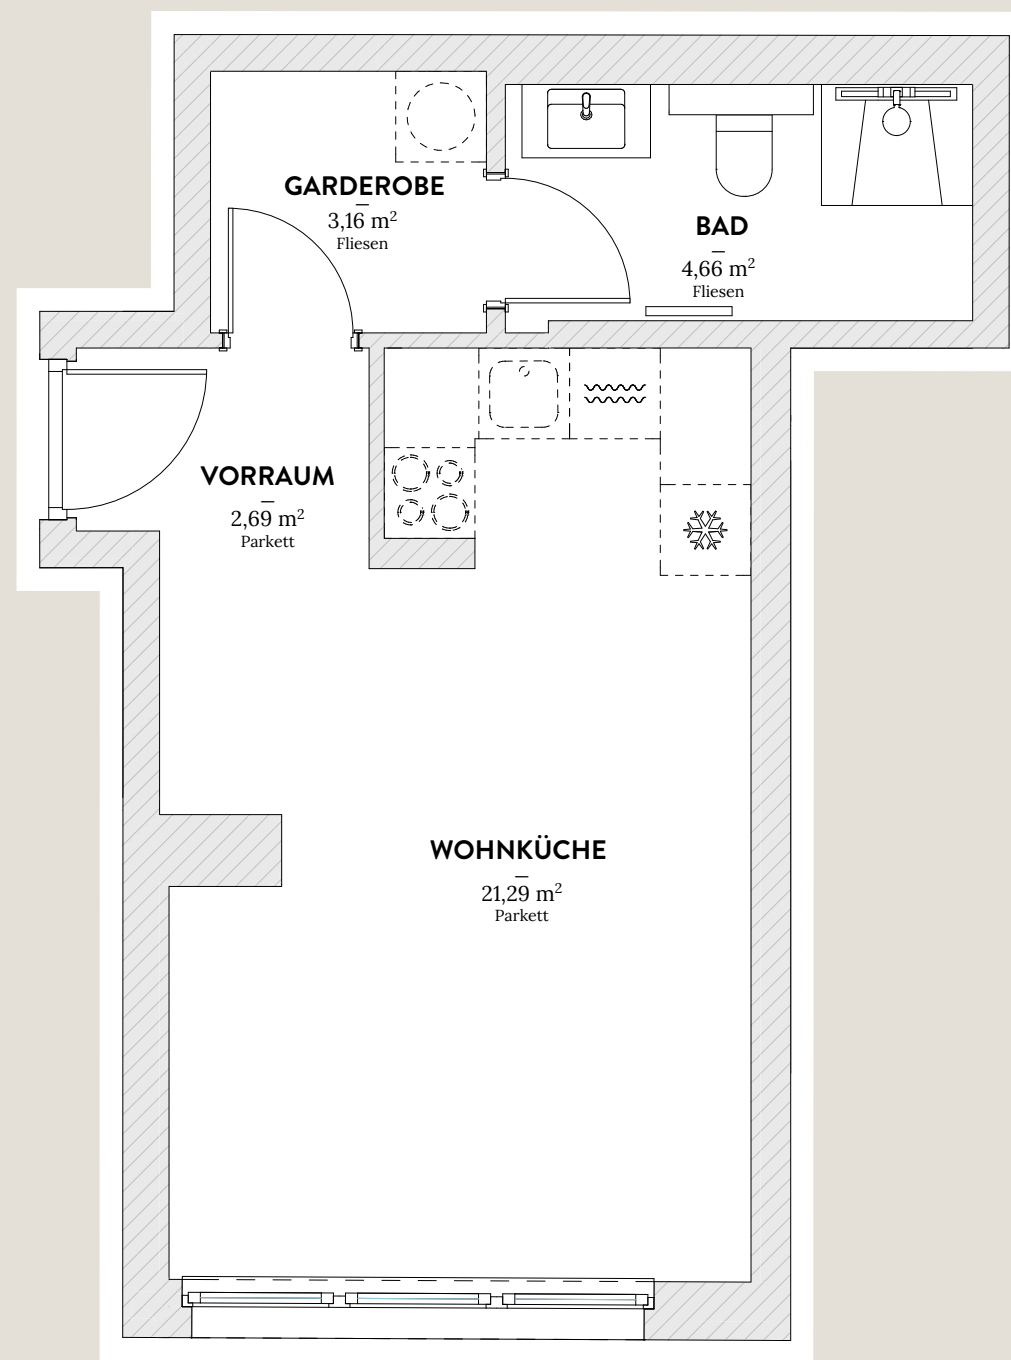 GARDEROBE
3,16 m²
Fliesen
BAD
4,66 m²
Fliesen
VORRAUM
2,69 m²
Parkett
WOHNKÜCHE
21,29 m²
Parkett